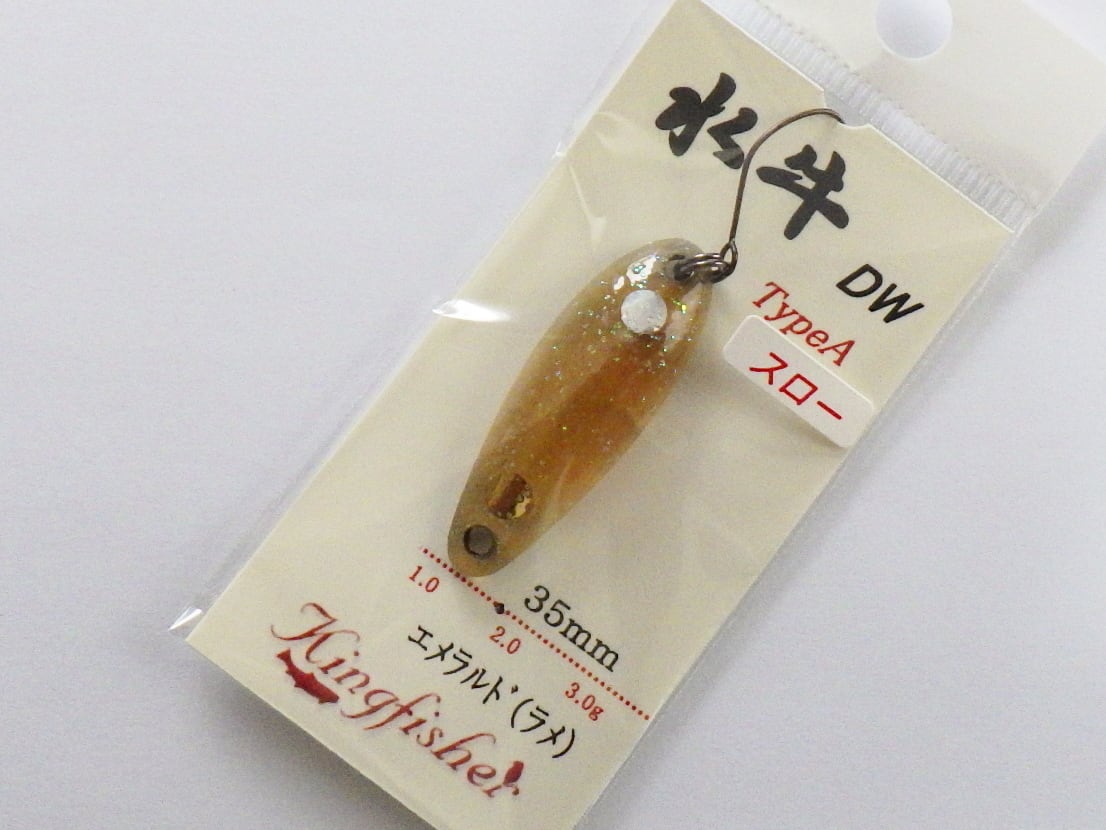 水牛
DW
TypeA
スロー
35mm
1.0
2.0
3.0g
エメラルド(ラメ)
Kingfisher